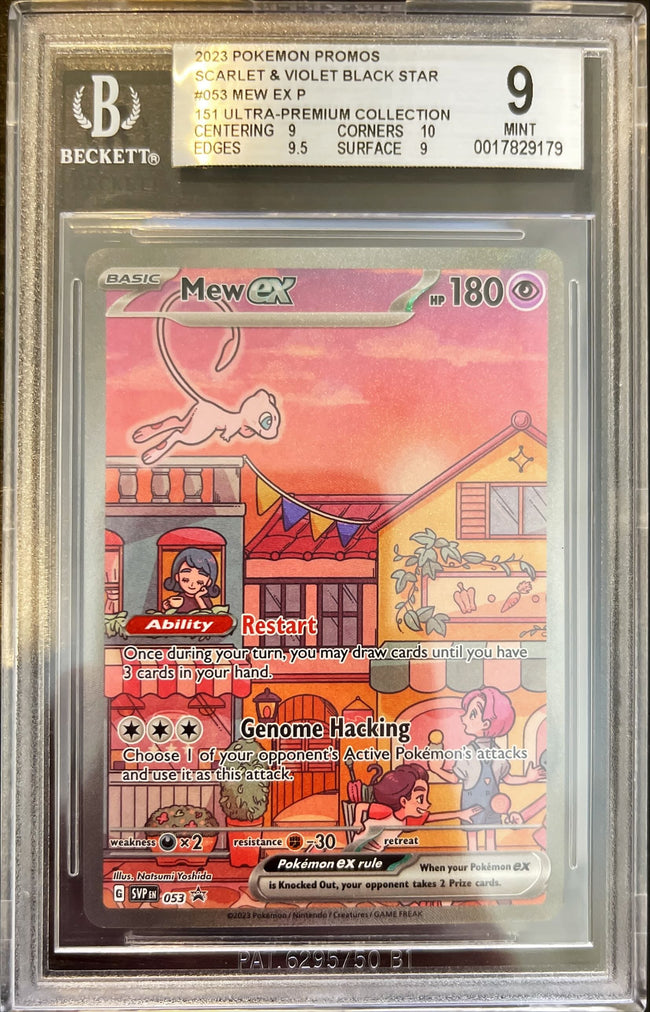 2023 POKEMON PROMOS
SCARLET & VIOLET BLACK STAR
#053 MEW EX P
151 ULTRA-PREMIUM COLLECTION
CENTERING 9 CORNERS 10
EDGES 9.5 SURFACE 9
9
MINT
0017829179
B
BECKETT®
BASIC
Mew ex
HP 180
Ability Restart
Once during your turn, you may draw cards until you have
3 cards in your hand.
Genome Hacking
Choose 1 of your opponent's Active Pokémon's attacks
and use it as this attack.
weakness ×2 resistance -30 retreat
Pokémon ex rule When your Pokémon ex
is Knocked Out, your opponent takes 2 Prize cards.
Illus. Natsumi Yoshida
G SVP EN 053
©2023 Pokémon / Nintendo / Creatures / GAME FREAK
PAT. 6295750 B1